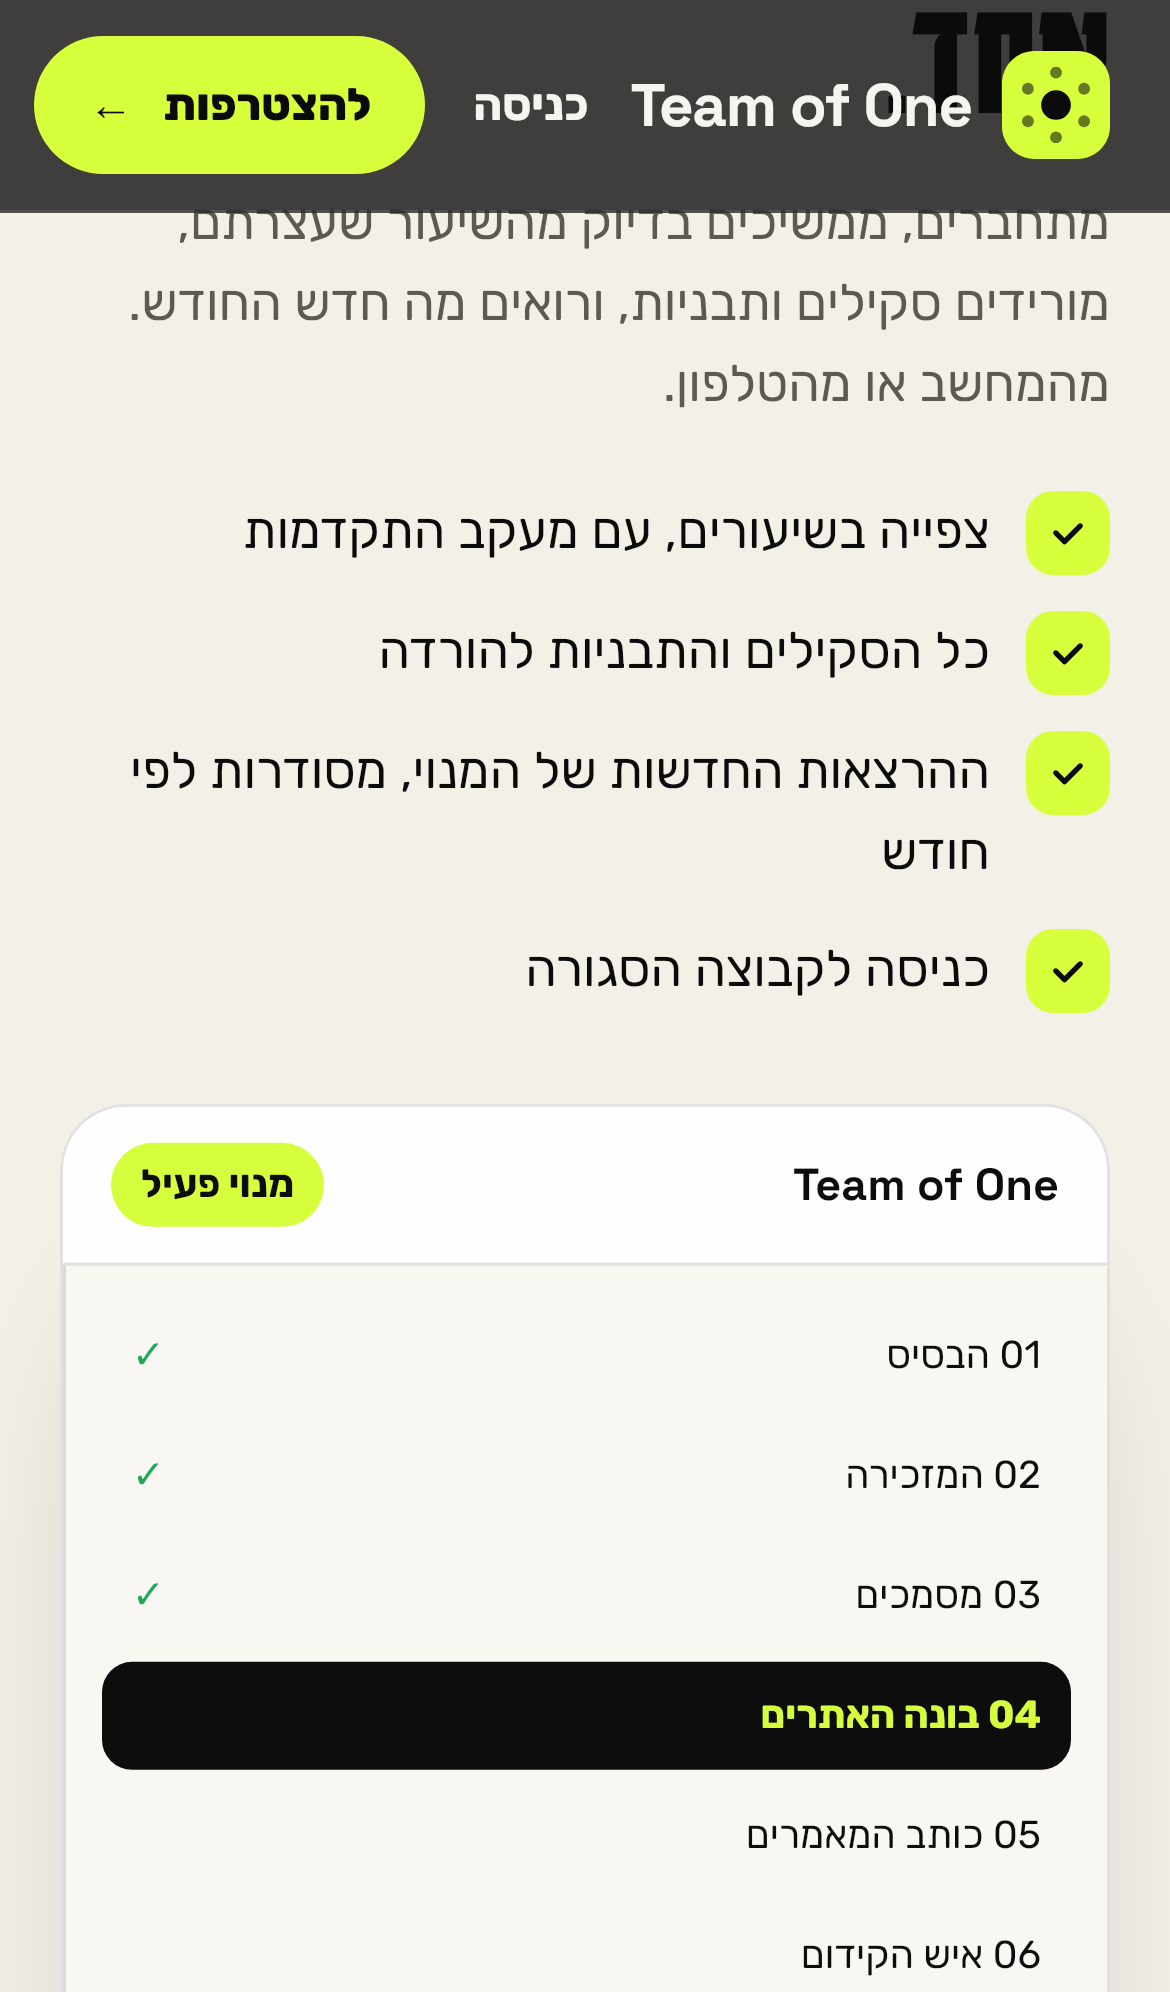 Team of One
כניסה
להצטרפות ←
מתחברים, ממשיכים בדיוק מהשיעור שעצרתם,
מורידים סקילים ותבניות, ורואים מה חדש החודש.
מהמחשב או מהטלפון.
צפייה בשיעורים, עם מעקב התקדמות
כל הסקילים והתבניות להורדה
ההרצאות החדשות של המנוי, מסודרות לפי
חודש
כניסה לקבוצה הסגורה
Team of One
מנוי פעיל
01 הבסיס ✓
02 המזכירה ✓
03 מסמכים ✓
04 בונה האתרים
05 כותב המאמרים
06 איש הקידום